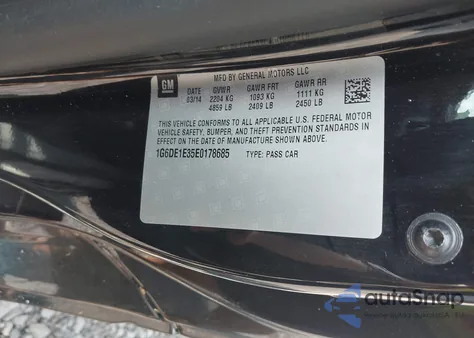 GM
MFD BY GENERAL MOTORS LLC
DATE GVWR GAWR FRT GAWR RR
03/14 2204 KG 1093 KG 1111 KG
4859 LB 2409 LB 2450 LB
THIS VEHICLE CONFORMS TO ALL APPLICABLE U.S. FEDERAL MOTOR
VEHICLE SAFETY, BUMPER, AND THEFT PREVENTION STANDARDS IN
EFFECT ON THE DATE OF MANUFACTURE SHOWN ABOVE.
1G6DE1E35E0178685 TYPE: PASS CAR
autoSnap